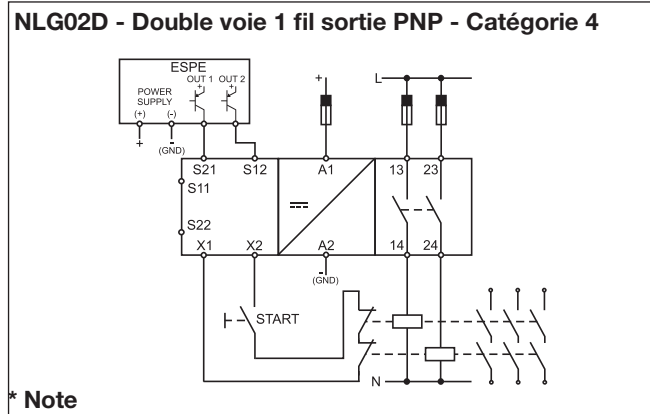 NLG02D - Double voie 1 fil sortie PNP - Catégorie 4
ESPE
OUT 1 OUT 2
+ +
POWER
SUPPLY
(+) (-)
+ -
(GND)
+
L
S21 S12 A1 13 23
S11
S22
X1 X2 A2 14 24
-
(GND)
START
N
* Note